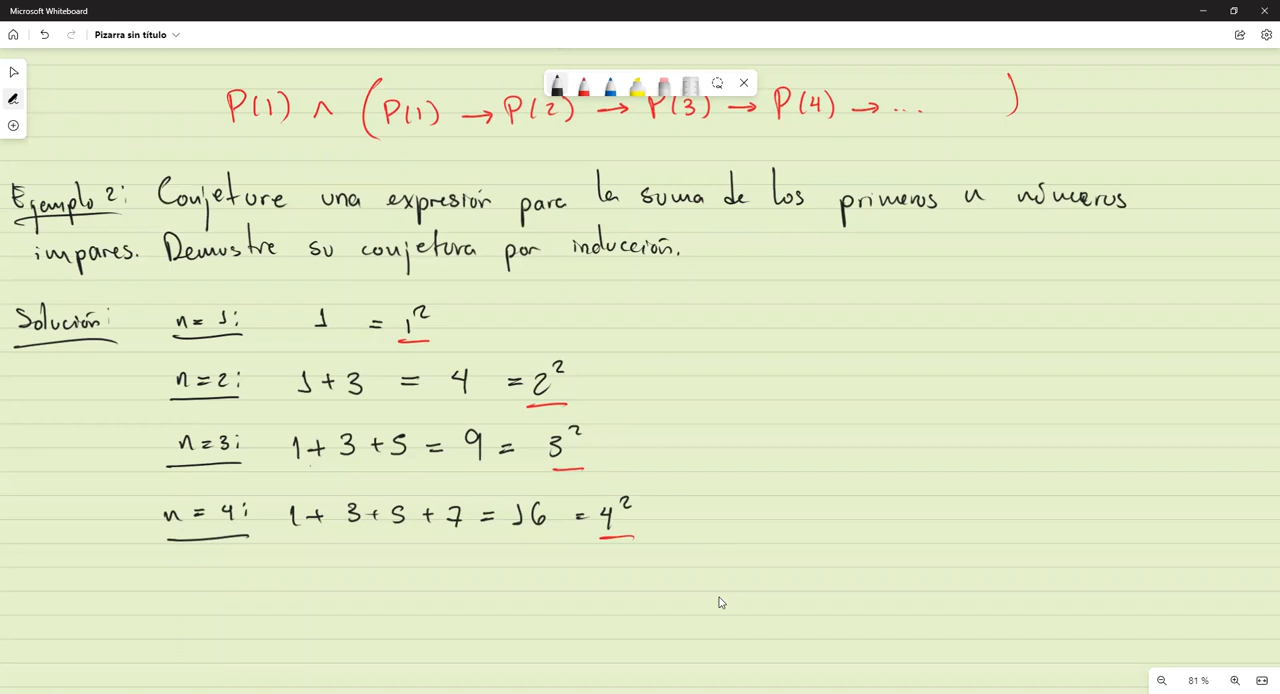 Microsoft Whiteboard
Pizarra sin título
P(1) ∧ (P(1) → P(2) → P(3) → P(4) → ... )
Ejemplo 2: Conjeture una expresión para la suma de los primeros n números
impares. Demustre su conjetura por inducción.
Solución: n = 1: 1 = 1²
n = 2: 1 + 3 = 4 = 2²
n = 3: 1 + 3 + 5 = 9 = 3²
n = 4: 1 + 3 + 5 + 7 = 16 = 4²
81 %